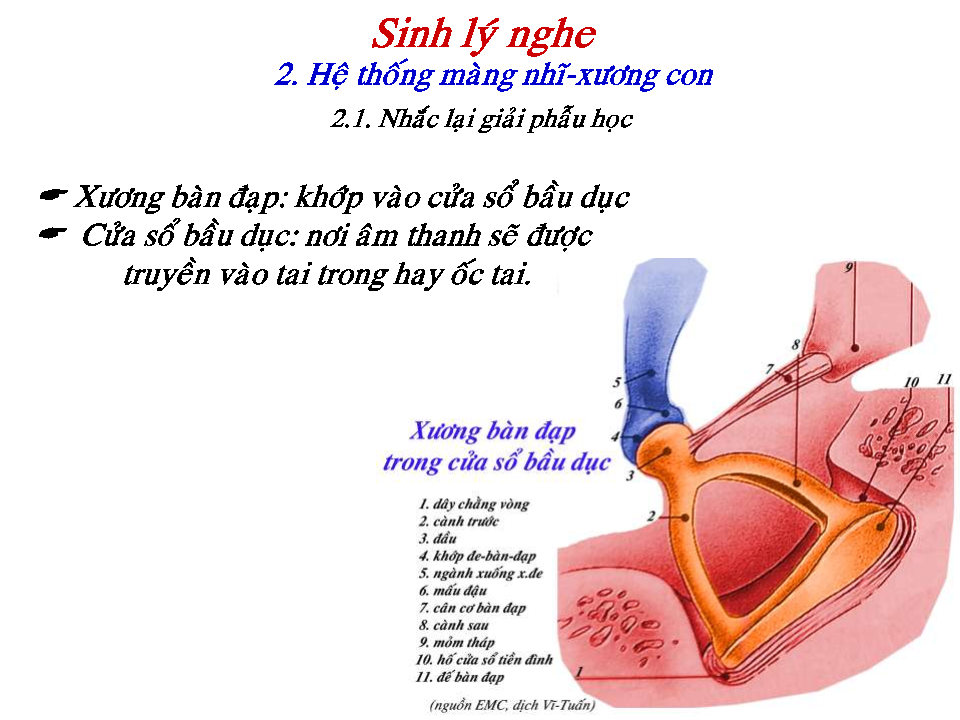 Sinh lý nghe
2. Hệ thống màng nhĩ-xương con
2.1. Nhắc lại giải phẫu học
Xương bàn đạp: khớp vào cửa sổ bầu dục
Cửa sổ bầu dục: nơi âm thanh sẽ được
truyền vào tai trong hay ốc tai.
9
8
7
5
10
11
6
4
3
2
1
Xương bàn đạp
trong cửa sổ bầu dục
1. dây chằng vòng
2. cành trước
3. đầu
4. khớp đe-bàn-đạp
5. ngành xuống x.đe
6. mấu đậu
7. cân cơ bàn đạp
8. cành sau
9. mỏm tháp
10. hố cửa sổ tiền đình
11. đế bàn đạp
(nguồn EMC, dịch Vĩ-Tuấn)